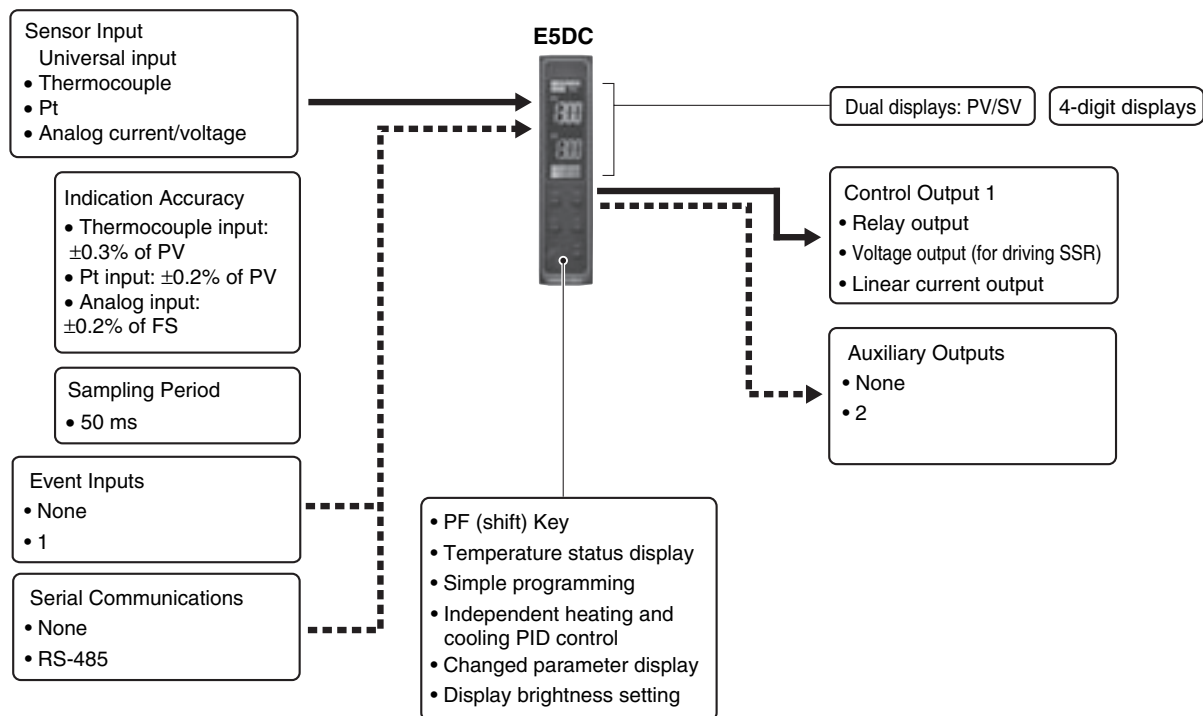 Sensor Input
Universal input
• Thermocouple
• Pt
• Analog current/voltage
Indication Accuracy
• Thermocouple input:
±0.3% of PV
• Pt input: ±0.2% of PV
• Analog input:
±0.2% of FS
Sampling Period
• 50 ms
Event Inputs
• None
• 1
Serial Communications
• None
• RS-485
E5DC
• PF (shift) Key
• Temperature status display
• Simple programming
• Independent heating and
cooling PID control
• Changed parameter display
• Display brightness setting
Dual displays: PV/SV
4-digit displays
Control Output 1
• Relay output
• Voltage output (for driving SSR)
• Linear current output
Auxiliary Outputs
• None
• 2